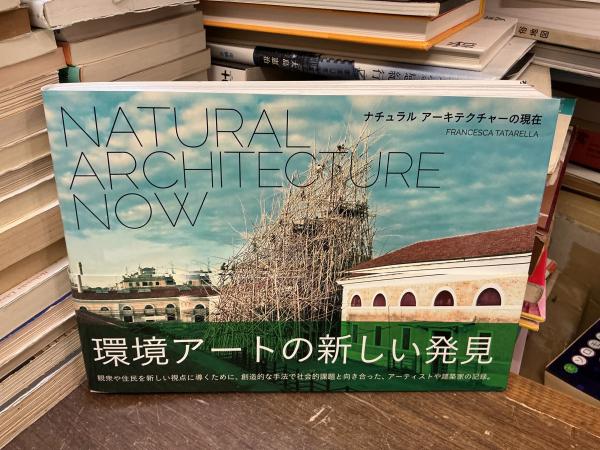 NATURAL
ARCHITECTURE
NOW
ナチュラル アーキテクチャーの現在
FRANCESCA TATARELLA
環境アートの新しい発見
観衆や住民を新しい視点に導くために、創造的な手法で社会的課題と向き合った、アーティストや建築家の記録。